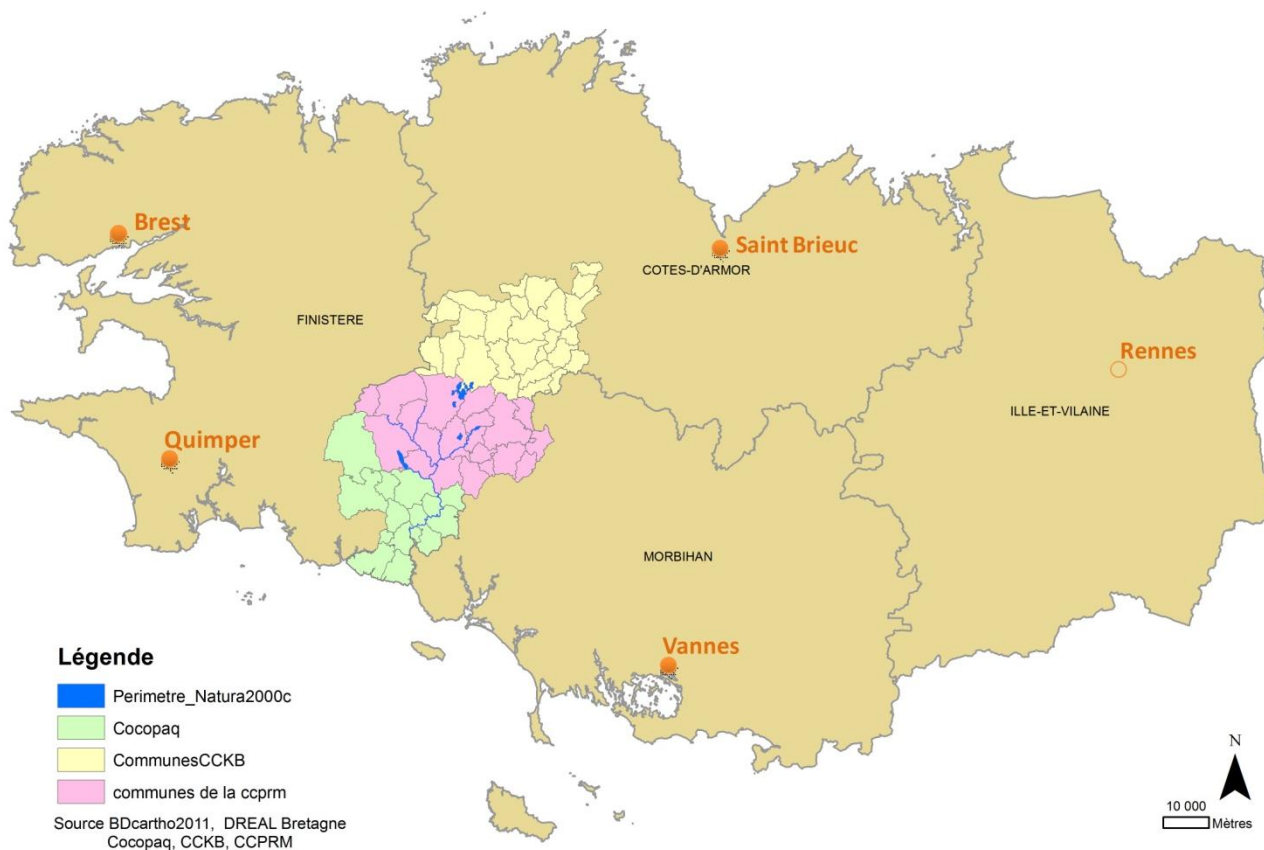 Brest
Saint Brieuc
COTES-D'ARMOR
FINISTERE
Rennes
ILLE-ET-VILAINE
Quimper
MORBIHAN
Vannes
Légende
Périmetre_Natura2000c
Cocopaq
CommunesCCKB
communes de la ccprm
Source BDcartho2011, DREAL Bretagne
Cocopaq, CCKB, CCPRM
N
10 000
Mètres